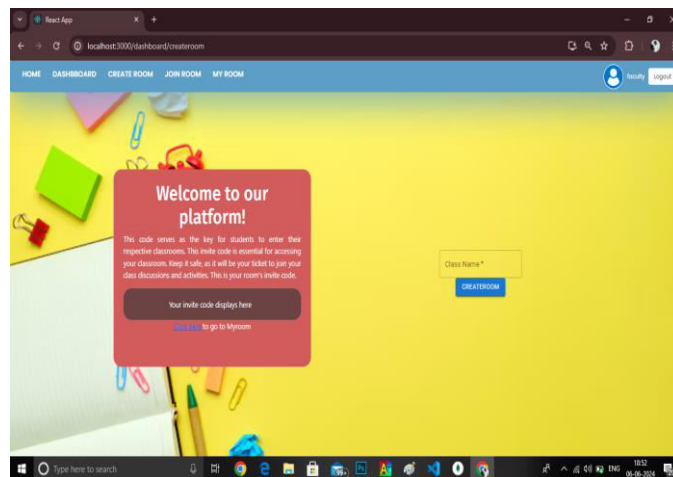 React App
localhost:3000/dashboard/createroom
HOME DASHBBOARD CREATE ROOM JOIN ROOM MY ROOM
faculty Logout
Welcome to our
platform!
This code serves as the key for students to enter their
respective classrooms. This invite code is essential for accessing
your classroom. Keep it safe, as it will be your ticket to join your
class discussions and activities. This is your room's invite code.
Your invite code displays here
Click Here to go to Myroom
Class Name *
CREATEROOM
Type here to search
99+
ENG
18:52
06-06-2024